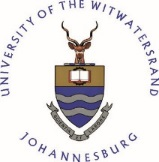 UNIVERSITY OF THE WITWATERSRAND
JOHANNESBURG